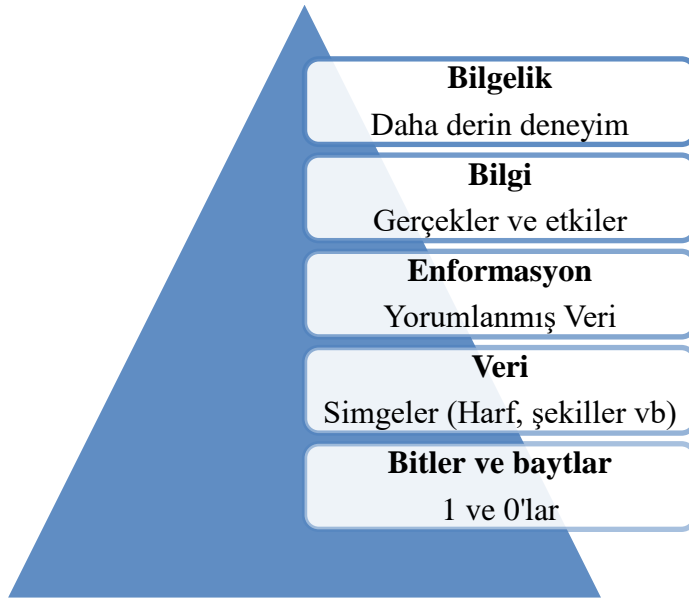 Bilgelik
Daha derin deneyim
Bilgi
Gerçekler ve etkiler
Enformasyon
Yorumlanmış Veri
Veri
Simgeler (Harf, şekiller vb)
Bitler ve baytlar
1 ve 0'lar